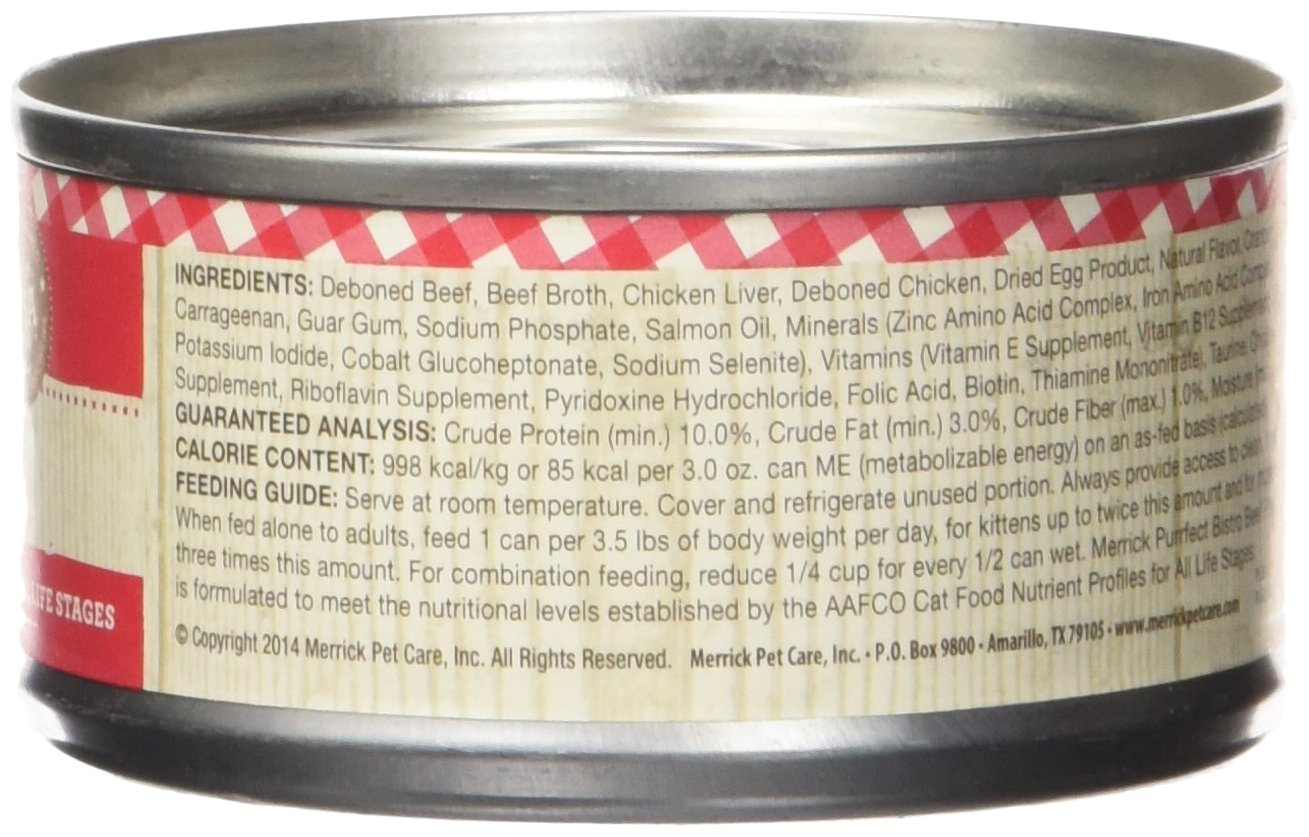 INGREDIENTS: Deboned Beef, Beef Broth, Chicken Liver, Deboned Chicken, Dried Egg Product, Natural Flavor,
Carrageenan, Guar Gum, Sodium Phosphate, Salmon Oil, Minerals (Zinc Amino Acid Complex, Iron Amino Acid
Potassium Iodide, Cobalt Glucoheptonate, Sodium Selenite), Vitamins (Vitamin E Supplement, Vitamin B12
Supplement, Riboflavin Supplement, Pyridoxine Hydrochloride, Folic Acid, Biotin, Thiamine Mononitrate), Taurine,
GUARANTEED ANALYSIS: Crude Protein (min.) 10.0%, Crude Fat (min.) 3.0%, Crude Fiber (max.) 1.0%, Moisture
CALORIE CONTENT: 998 kcal/kg or 85 kcal per 3.0 oz. can ME (metabolizable energy) on an as-fed basis
FEEDING GUIDE: Serve at room temperature. Cover and refrigerate unused portion. Always provide access to clean
When fed alone to adults, feed 1 can per 3.5 lbs of body weight per day, for kittens up to twice this amount and for
three times this amount. For combination feeding, reduce 1/4 cup for every 1/2 can wet. Merrick Purrfect Bistro
is formulated to meet the nutritional levels established by the AAFCO Cat Food Nutrient Profiles for All Life Stages.
LIFE STAGES
© Copyright 2014 Merrick Pet Care, Inc. All Rights Reserved. Merrick Pet Care, Inc. • P.O. Box 9800 • Amarillo, TX 79105 • www.merrickpetcare.com